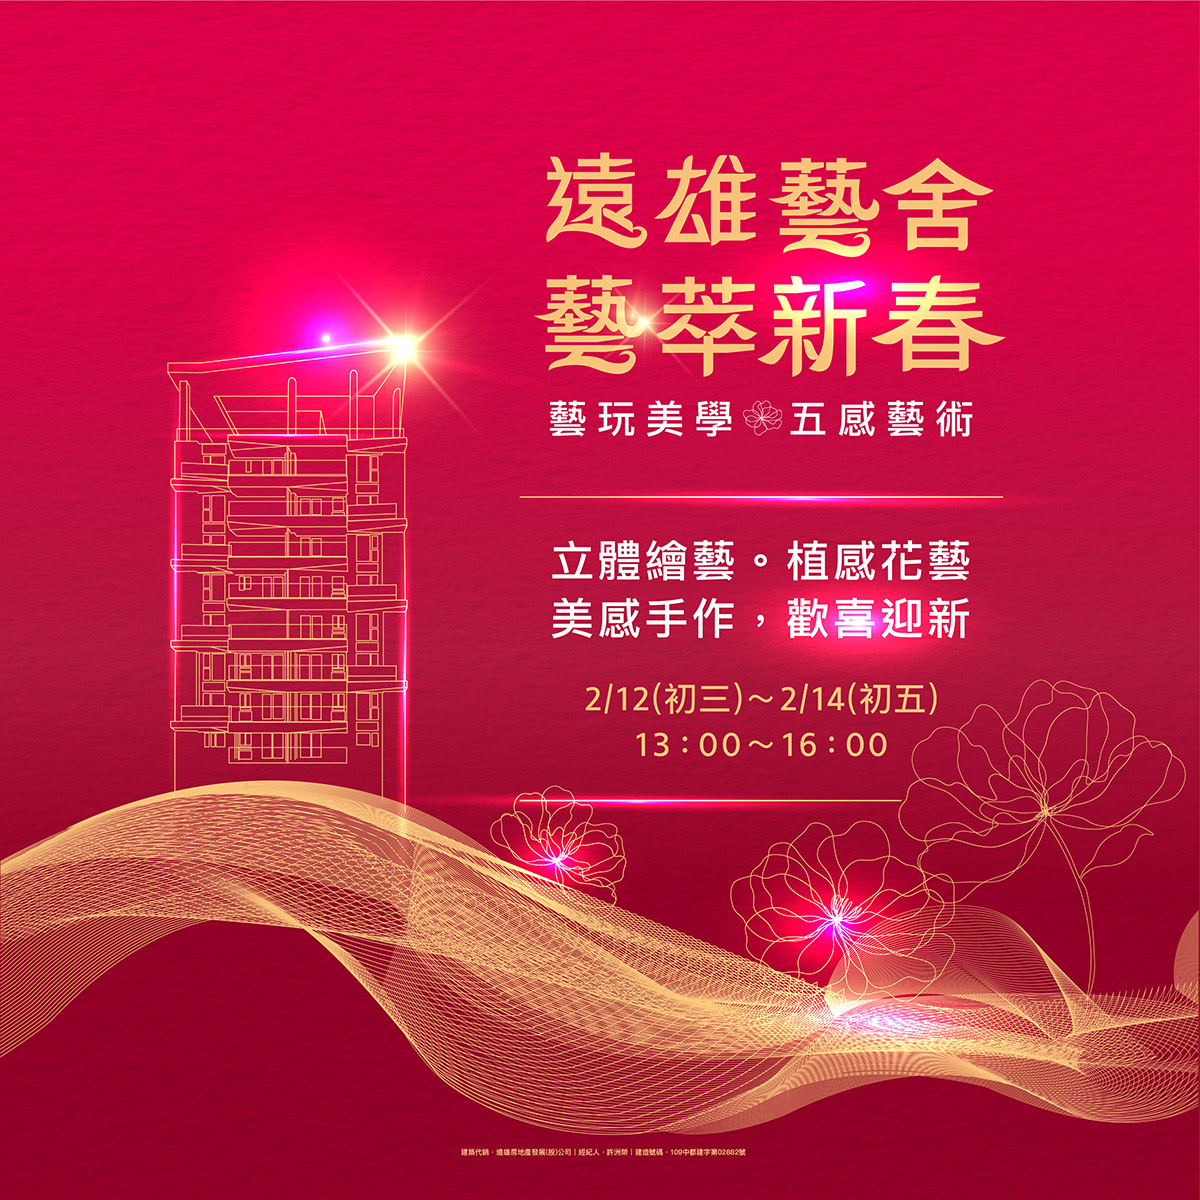 遠雄藝舍
藝萃新春
藝玩美學 五感藝術
立體繪藝。植感花藝
美感手作,歡喜迎新
2/12(初三)~2/14(初五)
13:00~16:00
建築代銷・遠雄房地產發展(股)公司|經紀人・許洲榮|建造號碼・109中都建字第02882號